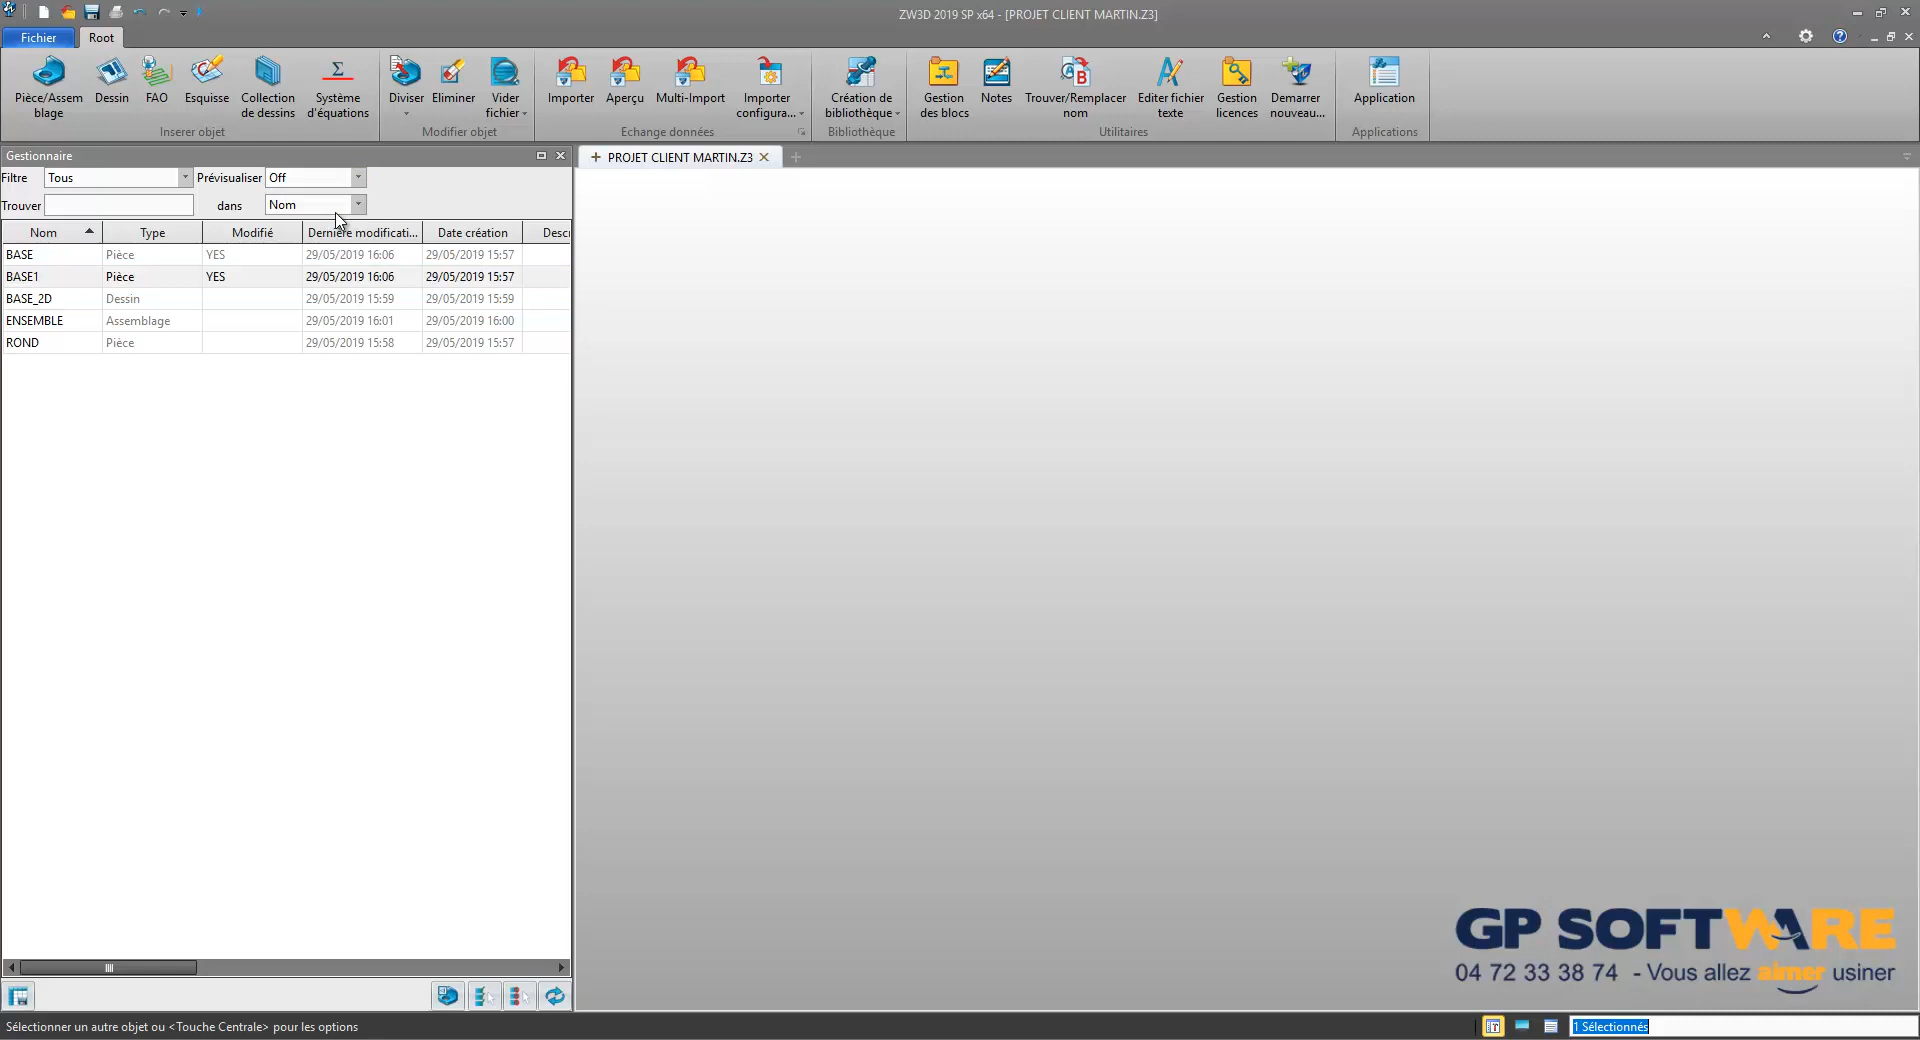 ZW3D 2019 SP x64 - [PROJET CLIENT MARTIN.Z3]
Fichier
Root
Pièce/Assem
blage
Dessin
FAO
Esquisse
Collection
de dessins
Système
d'équations
Inserer objet
Diviser
Eliminer
Vider
fichier
Modifier objet
Importer
Aperçu
Multi-Import
Importer
configura...
Echange données
Création de
bibliothèque
Bibliothèque
Gestion
des blocs
Notes
Trouver/Remplacer
nom
Editer fichier
texte
Gestion
licences
Demarrer
nouveau...
Utilitaires
Application
Applications
Gestionnaire
PROJET CLIENT MARTIN.Z3
Filtre Tous Prévisualiser Off
Trouver dans Nom
Nom Type Modifié Dernière modificati... Date création Descr
BASE Pièce YES 29/05/2019 16:06 29/05/2019 15:57
BASE1 Pièce YES 29/05/2019 16:06 29/05/2019 15:57
BASE_2D Dessin 29/05/2019 15:59 29/05/2019 15:59
ENSEMBLE Assemblage 29/05/2019 16:01 29/05/2019 16:00
ROND Pièce 29/05/2019 15:58 29/05/2019 15:57
GP SOFTWARE
04 72 33 38 74 - Vous allez aimer usiner
Sélectionner un autre objet ou <Touche Centrale> pour les options
1 Sélectionnés